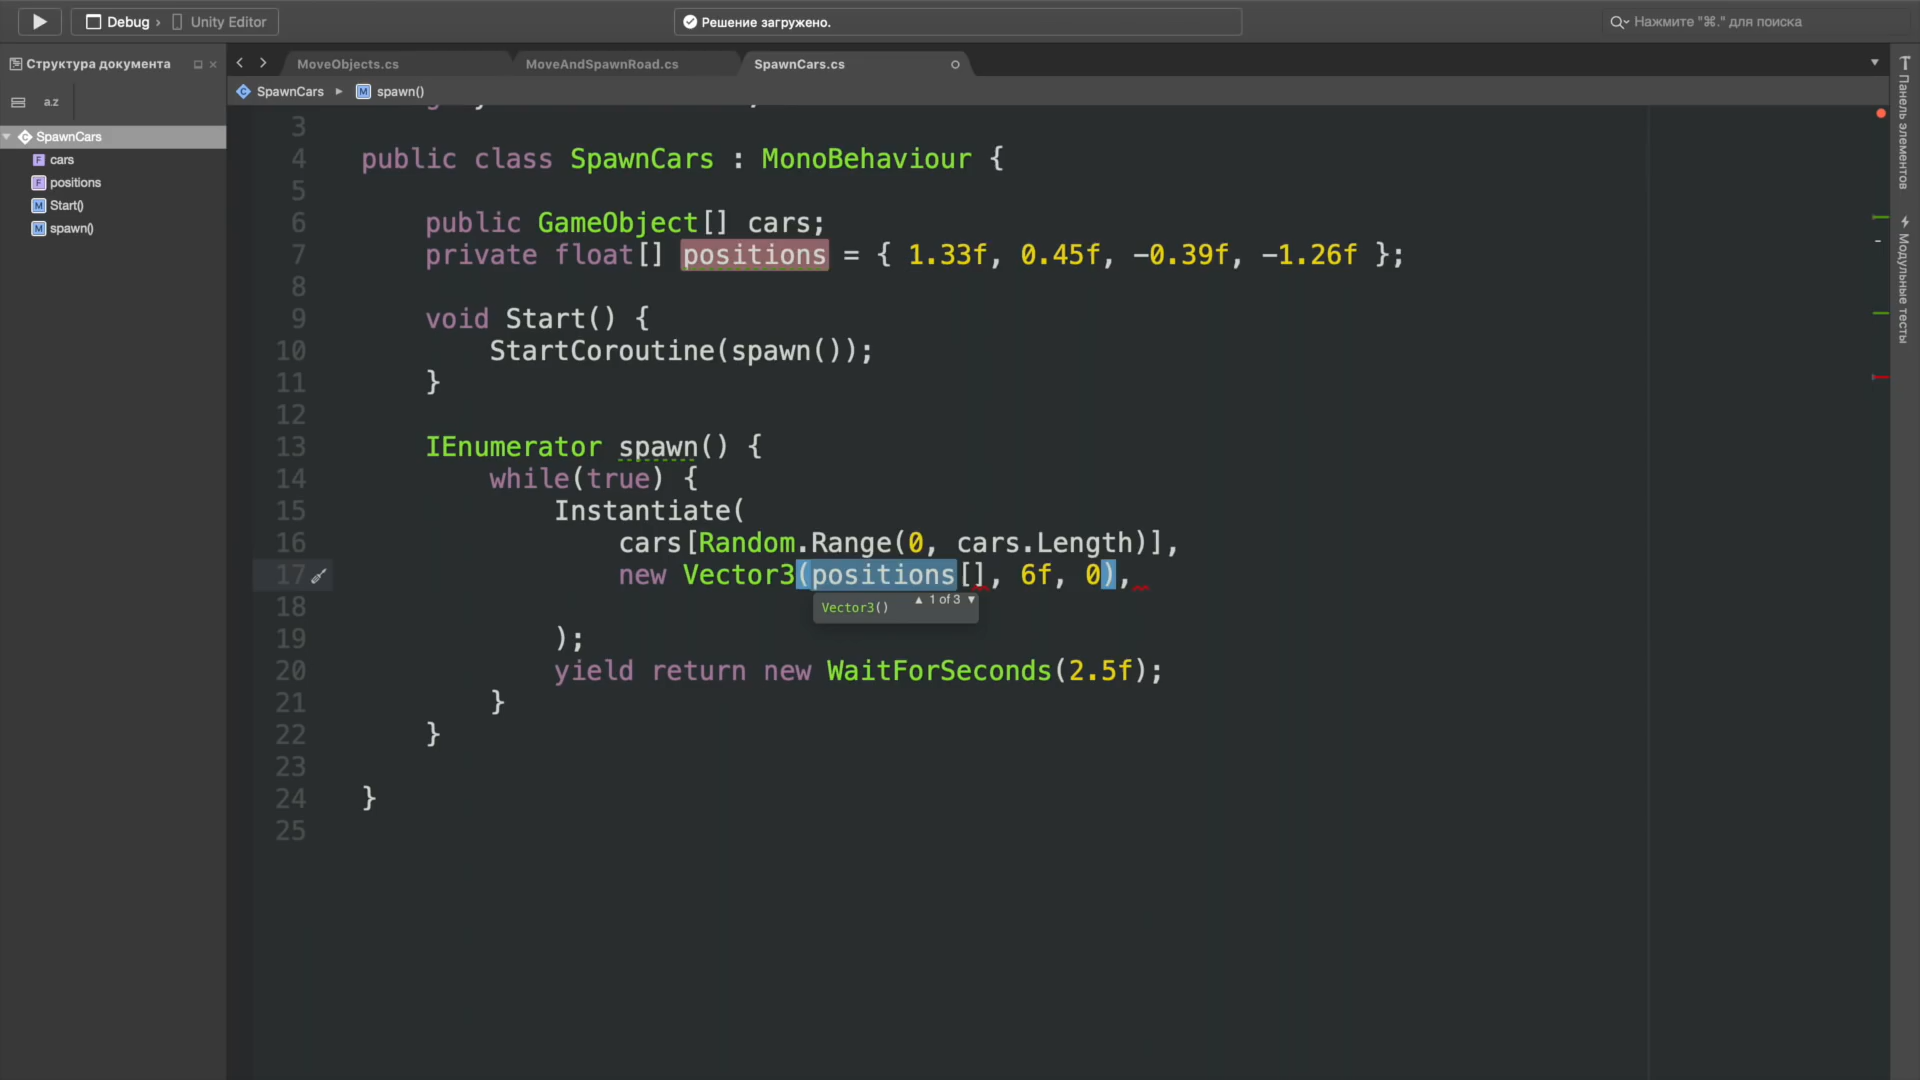 Debug › Unity Editor
Решение загружено.
Нажмите "⌘." для поиска
Структура документа
MoveObjects.cs
MoveAndSpawnRoad.cs
SpawnCars.cs
a.z
SpawnCars ▸ M spawn()
SpawnCars
F cars
F positions
M Start()
M spawn()
Панель элементов
Модульные тесты
3
4 public class SpawnCars : MonoBehaviour {
5
6 public GameObject[] cars;
7 private float[] positions = { 1.33f, 0.45f, -0.39f, -1.26f };
8
9 void Start() {
10 StartCoroutine(spawn());
11 }
12
13 IEnumerator spawn() {
14 while(true) {
15 Instantiate(
16 cars[Random.Range(0, cars.Length)],
17 new Vector3(positions[], 6f, 0),
Vector3() ▲ 1 of 3 ▼
18
19 );
20 yield return new WaitForSeconds(2.5f);
21 }
22 }
23
24 }
25